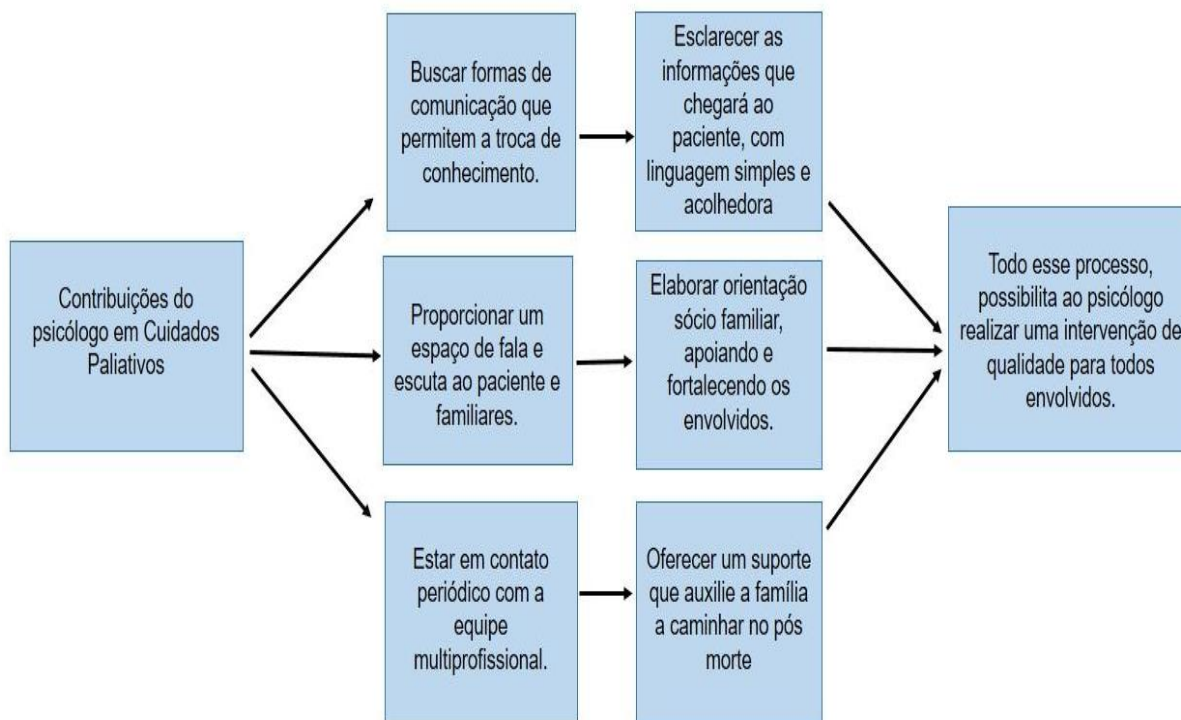 Contribuições do
psicólogo em Cuidados
Paliativos
Buscar formas de
comunicação que
permitem a troca de
conhecimento.
Esclarecer as
informações que
chegará ao
paciente, com
linguagem simples e
acolhedora
Proporcionar um
espaço de fala e
escuta ao paciente e
familiares.
Elaborar orientação
sócio familiar,
apoiando e
fortalecendo os
envolvidos.
Estar em contato
periódico com a
equipe
multiprofissional.
Oferecer um suporte
que auxilie a família
a caminhar no pós
morte
Todo esse processo,
possibilita ao psicólogo
realizar uma intervenção de
qualidade para todos
envolvidos.